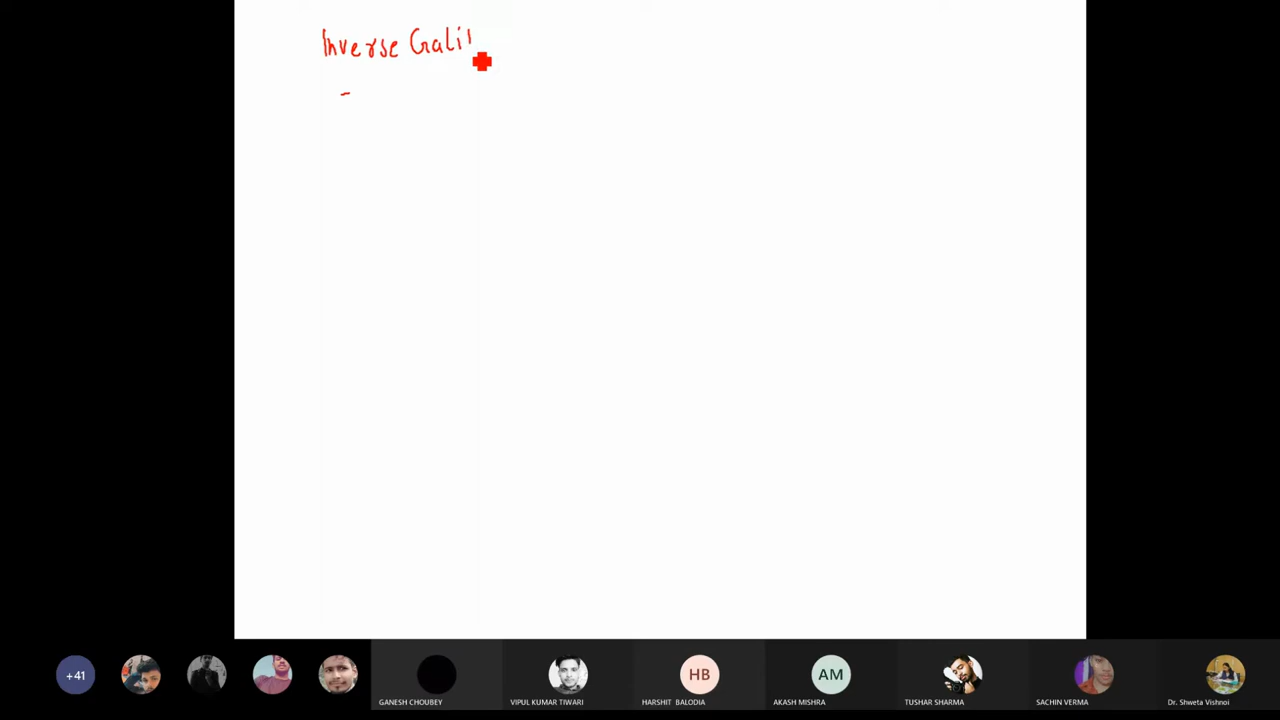 Inverse Gali
-
+41
GANESH CHOUBEY
VIPUL KUMAR TIWARI
HB
HARSHIT BALODIA
AM
AKASH MISHRA
TUSHAR SHARMA
SACHIN VERMA
Dr. Shweta Vishnoi